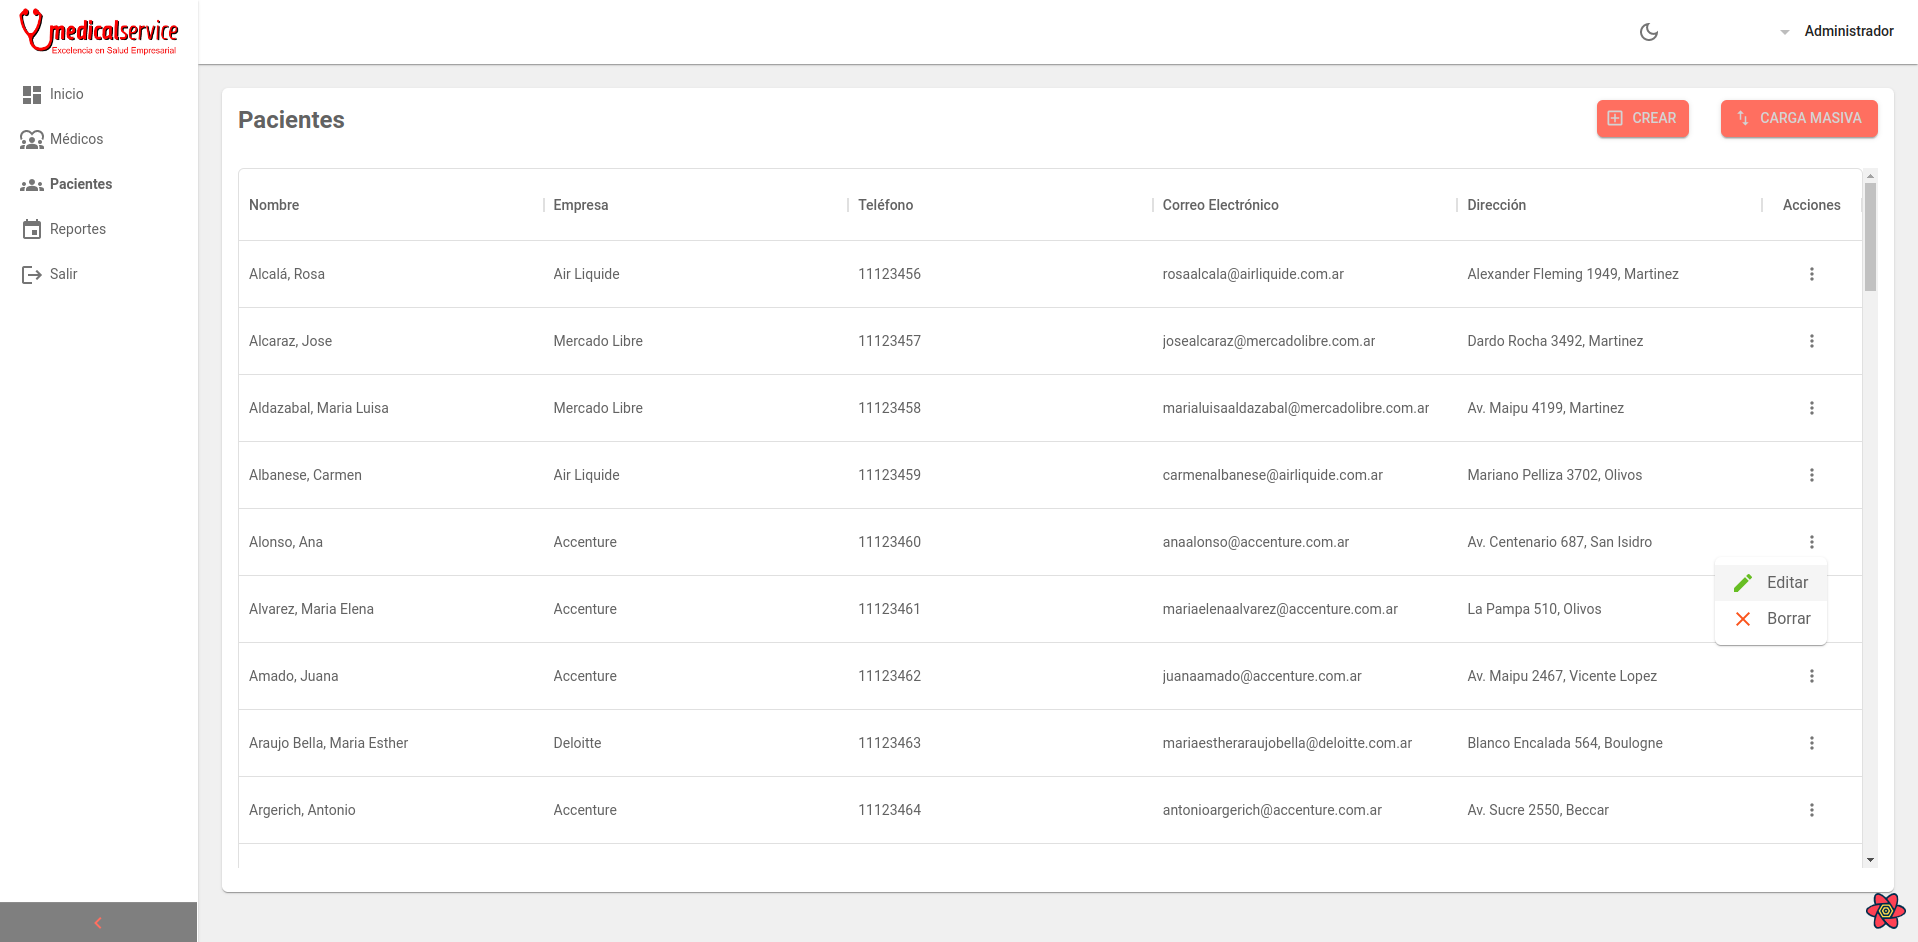 medicalservice
Excelencia en Salud Empresarial
Administrador
Inicio
Médicos
Pacientes
Reportes
Salir
Pacientes
CREAR
CARGA MASIVA
Nombre Empresa Teléfono Correo Electrónico Dirección Acciones
Alcalá, Rosa Air Liquide 11123456 rosaalcala@airliquide.com.ar Alexander Fleming 1949, Martinez
Alcaraz, Jose Mercado Libre 11123457 josealcaraz@mercadolibre.com.ar Dardo Rocha 3492, Martinez
Aldazabal, Maria Luisa Mercado Libre 11123458 marialuisaaldazabal@mercadolibre.com.ar Av. Maipu 4199, Martinez
Albanese, Carmen Air Liquide 11123459 carmenalbanese@airliquide.com.ar Mariano Pelliza 3702, Olivos
Alonso, Ana Accenture 11123460 anaalonso@accenture.com.ar Av. Centenario 687, San Isidro
Editar
Alvarez, Maria Elena Accenture 11123461 mariaelenaalvarez@accenture.com.ar La Pampa 510, Olivos
Borrar
Amado, Juana Accenture 11123462 juanaamado@accenture.com.ar Av. Maipu 2467, Vicente Lopez
Araujo Bella, Maria Esther Deloitte 11123463 mariaestheraraujobella@deloitte.com.ar Blanco Encalada 564, Boulogne
Argerich, Antonio Accenture 11123464 antonioargerich@accenture.com.ar Av. Sucre 2550, Beccar